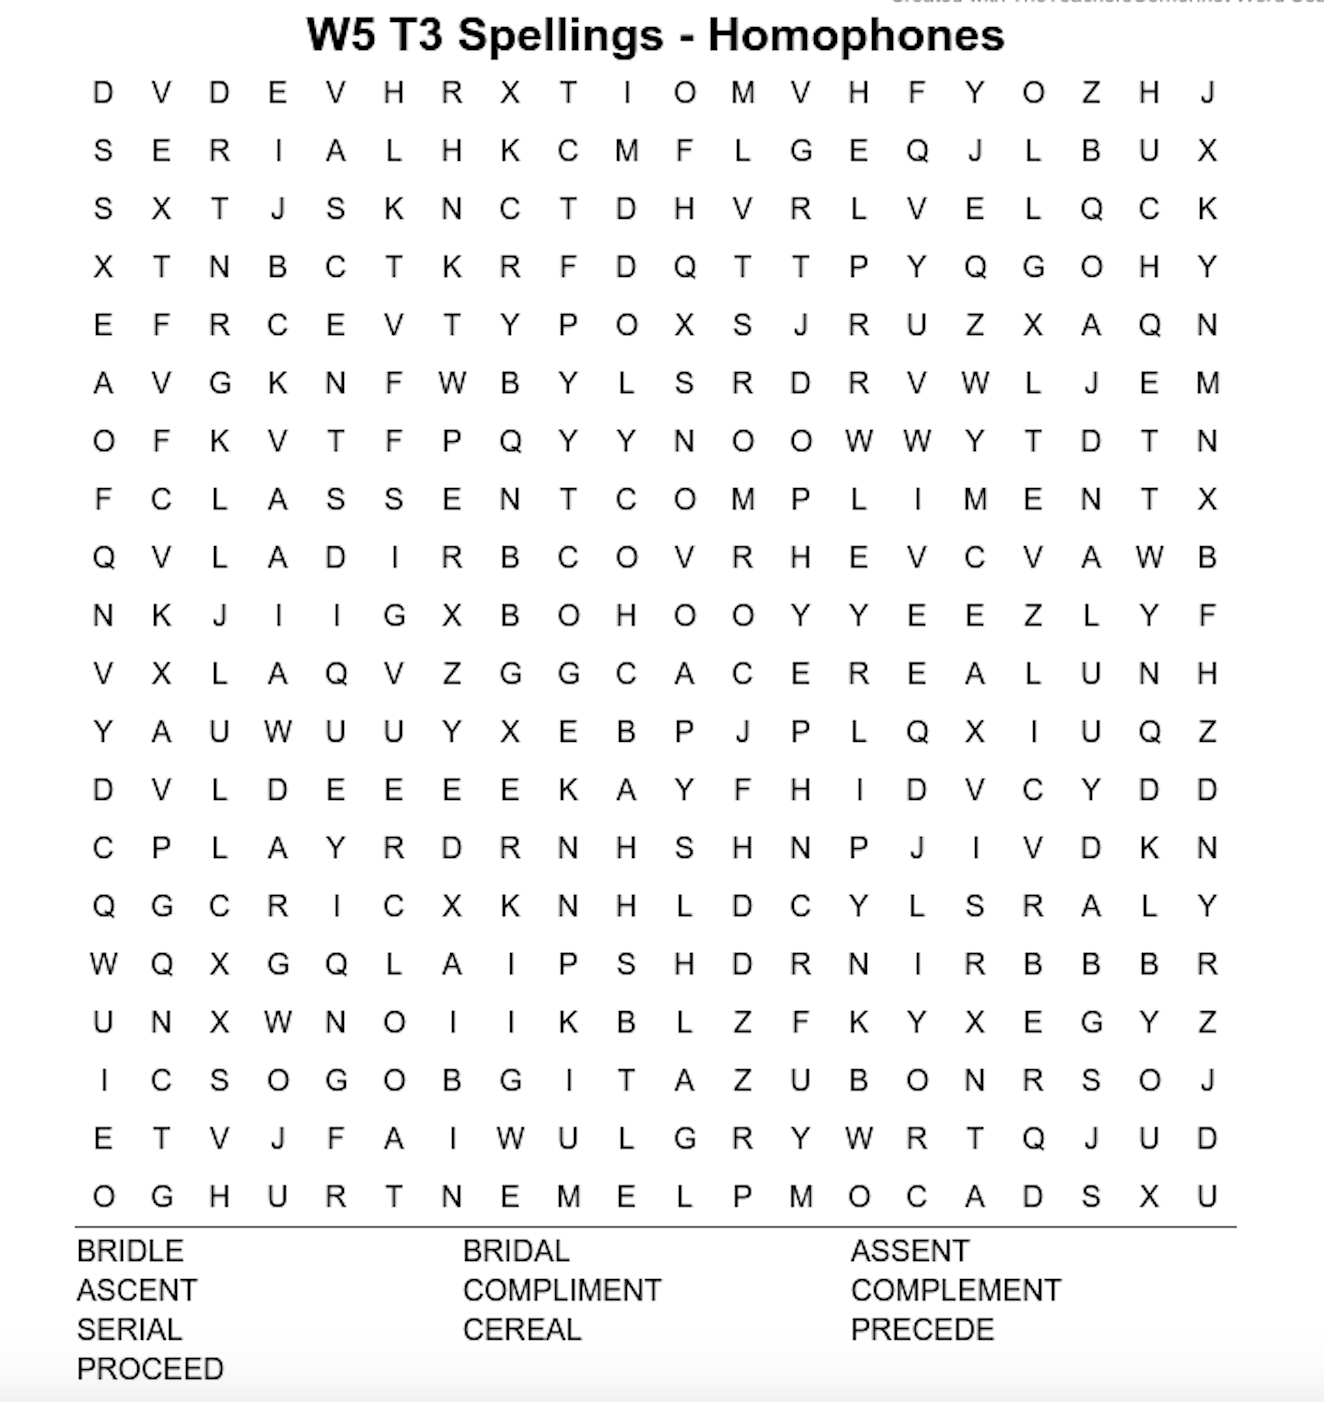 W5 T3 Spellings - Homophones
D V D E V H R X T I O M V H F Y O Z H J
S E R I A L H K C M F L G E Q J L B U X
S X T J S K N C T D H V R L V E L Q C K
X T N B C T K R F D Q T T P Y Q G O H Y
E F R C E V T Y P O X S J R U Z X A Q N
A V G K N F W B Y L S R D R V W L J E M
O F K V T F P Q Y Y N O O W W Y T D T N
F C L A S S E N T C O M P L I M E N T X
Q V L A D I R B C O V R H E V C V A W B
N K J I I G X B O H O O Y Y E E Z L Y F
V X L A Q V Z G G C A C E R E A L U N H
Y A U W U U Y X E B P J P L Q X I U Q Z
D V L D E E E E K A Y F H I D V C Y D D
C P L A Y R D R N H S H N P J I V D K N
Q G C R I C X K N H L D C Y L S R A L Y
W Q X G Q L A I P S H D R N I R B B B R
U N X W N O I I K B L Z F K Y X E G Y Z
I C S O G O B G I T A Z U B O N R S O J
E T V J F A I W U L G R Y W R T Q J U D
O G H U R T N E M E L P M O C A D S X U
BRIDLE BRIDAL ASSENT
ASCENT COMPLIMENT COMPLEMENT
SERIAL CEREAL PRECEDE
PROCEED